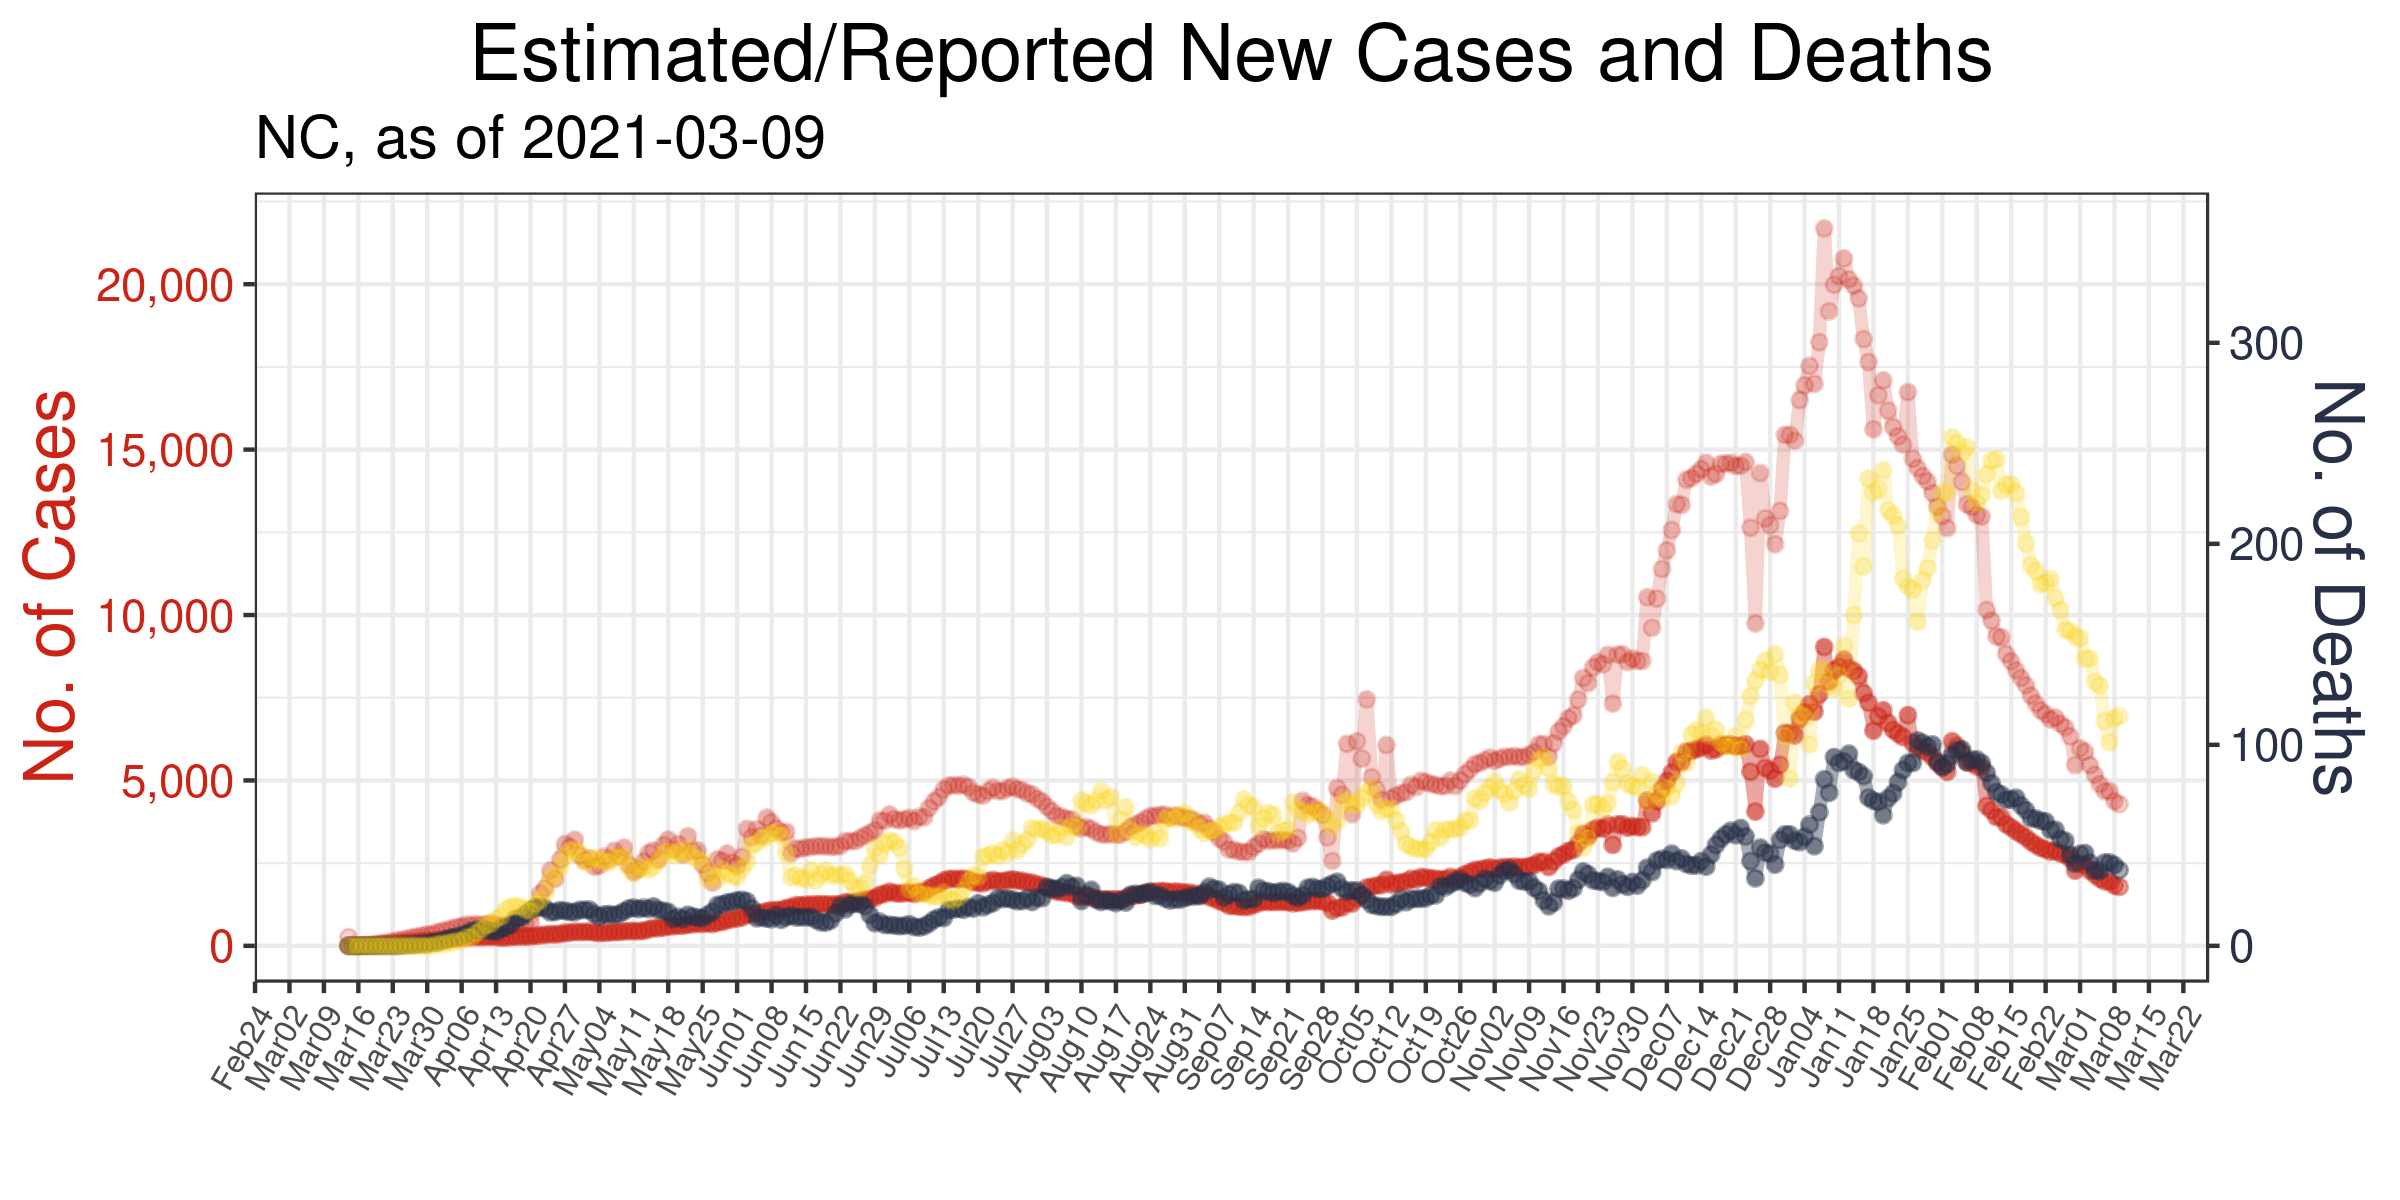 Estimated/Reported New Cases and Deaths
NC, as of 2021-03-09
No. of Cases
20,000
15,000
10,000
5,000
0
300
200
100
0
No. of Deaths
Feb24
Mar02
Mar09
Mar16
Mar23
Mar30
Apr06
Apr13
Apr20
Apr27
May04
May11
May18
May25
Jun01
Jun08
Jun15
Jun22
Jun29
Jul06
Jul13
Jul20
Jul27
Aug03
Aug10
Aug17
Aug24
Aug31
Sep07
Sep14
Sep21
Sep28
Oct05
Oct12
Oct19
Oct26
Nov02
Nov09
Nov16
Nov23
Nov30
Dec07
Dec14
Dec21
Dec28
Jan04
Jan11
Jan18
Jan25
Feb01
Feb08
Feb15
Feb22
Mar01
Mar08
Mar15
Mar22